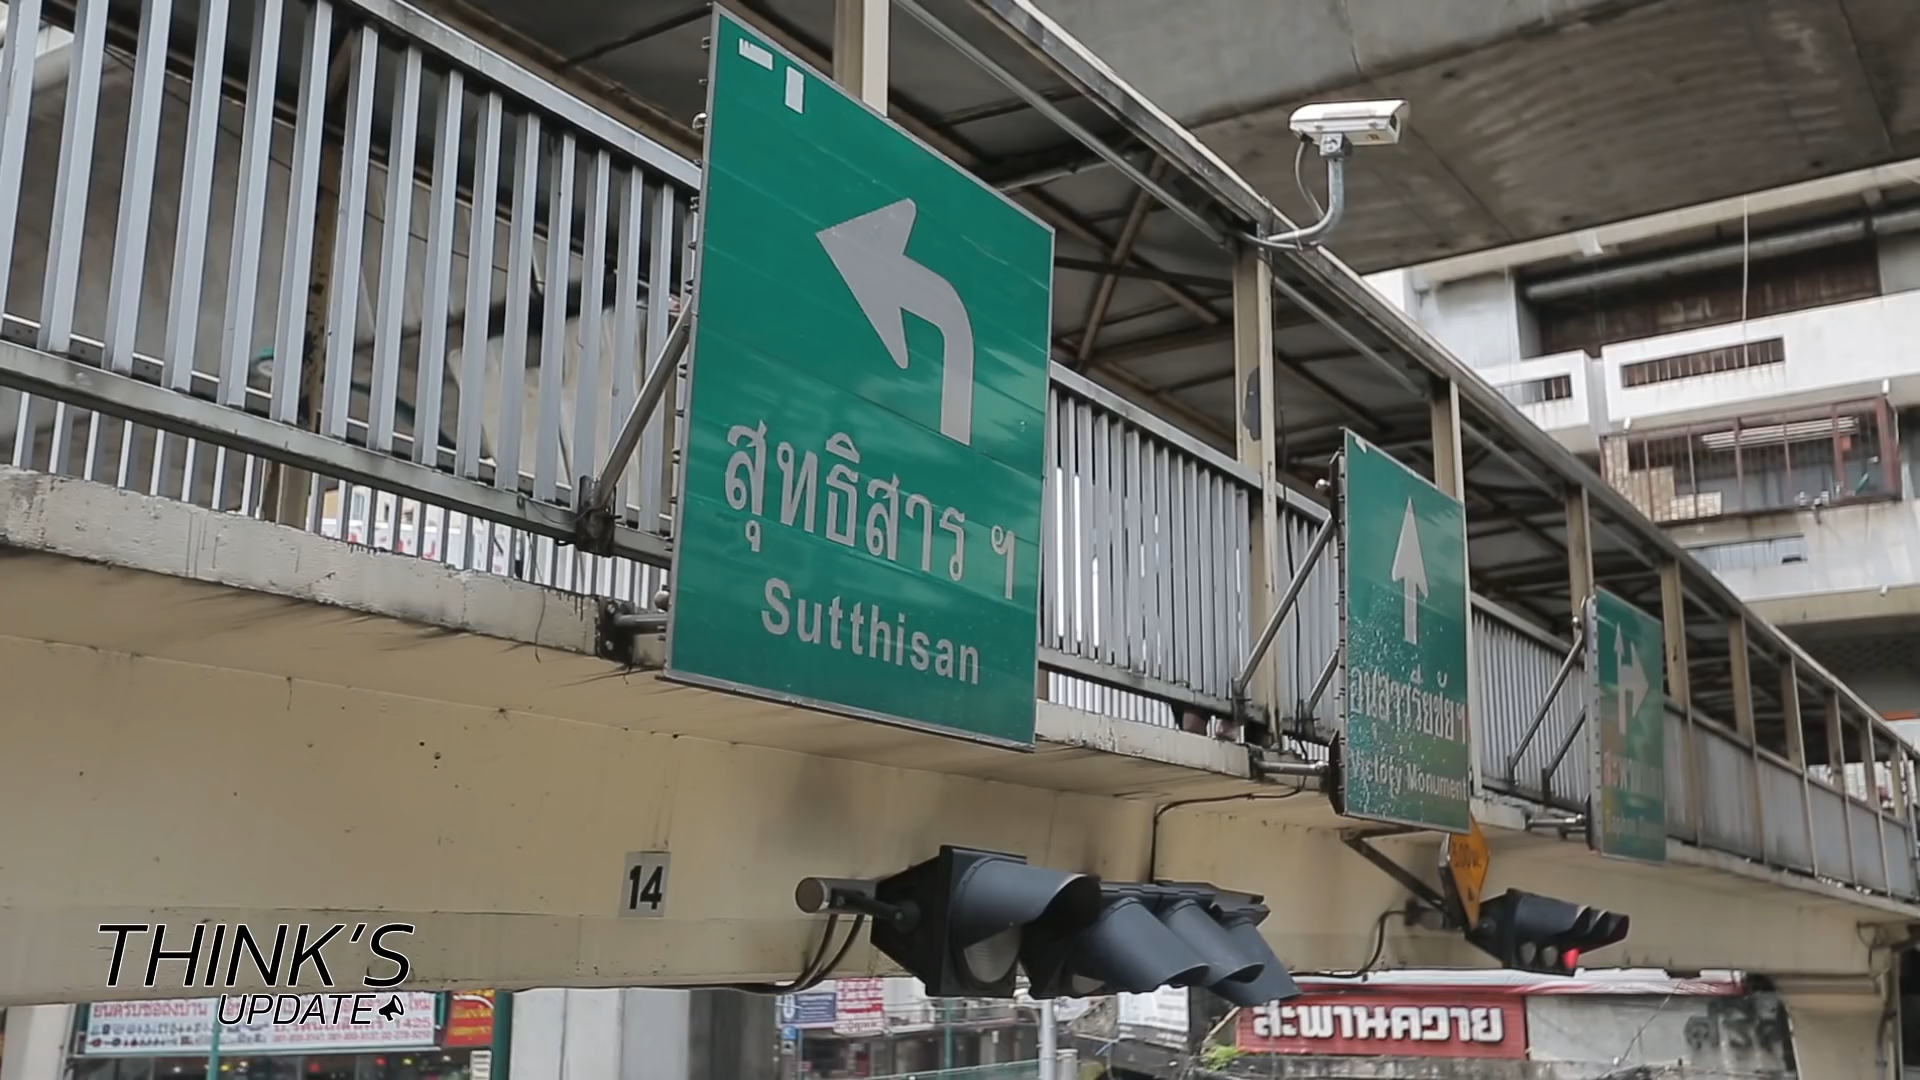 สุทธิสาร ฯ
Sutthisan
อนุสาวรีย์ชัยฯ
Victory Monument
14
THINK'S
UPDATE
สะพานควาย